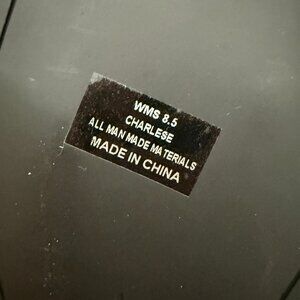 WMS 8.5
CHARLESE
ALL MAN MADE MATERIALS
MADE IN CHINA